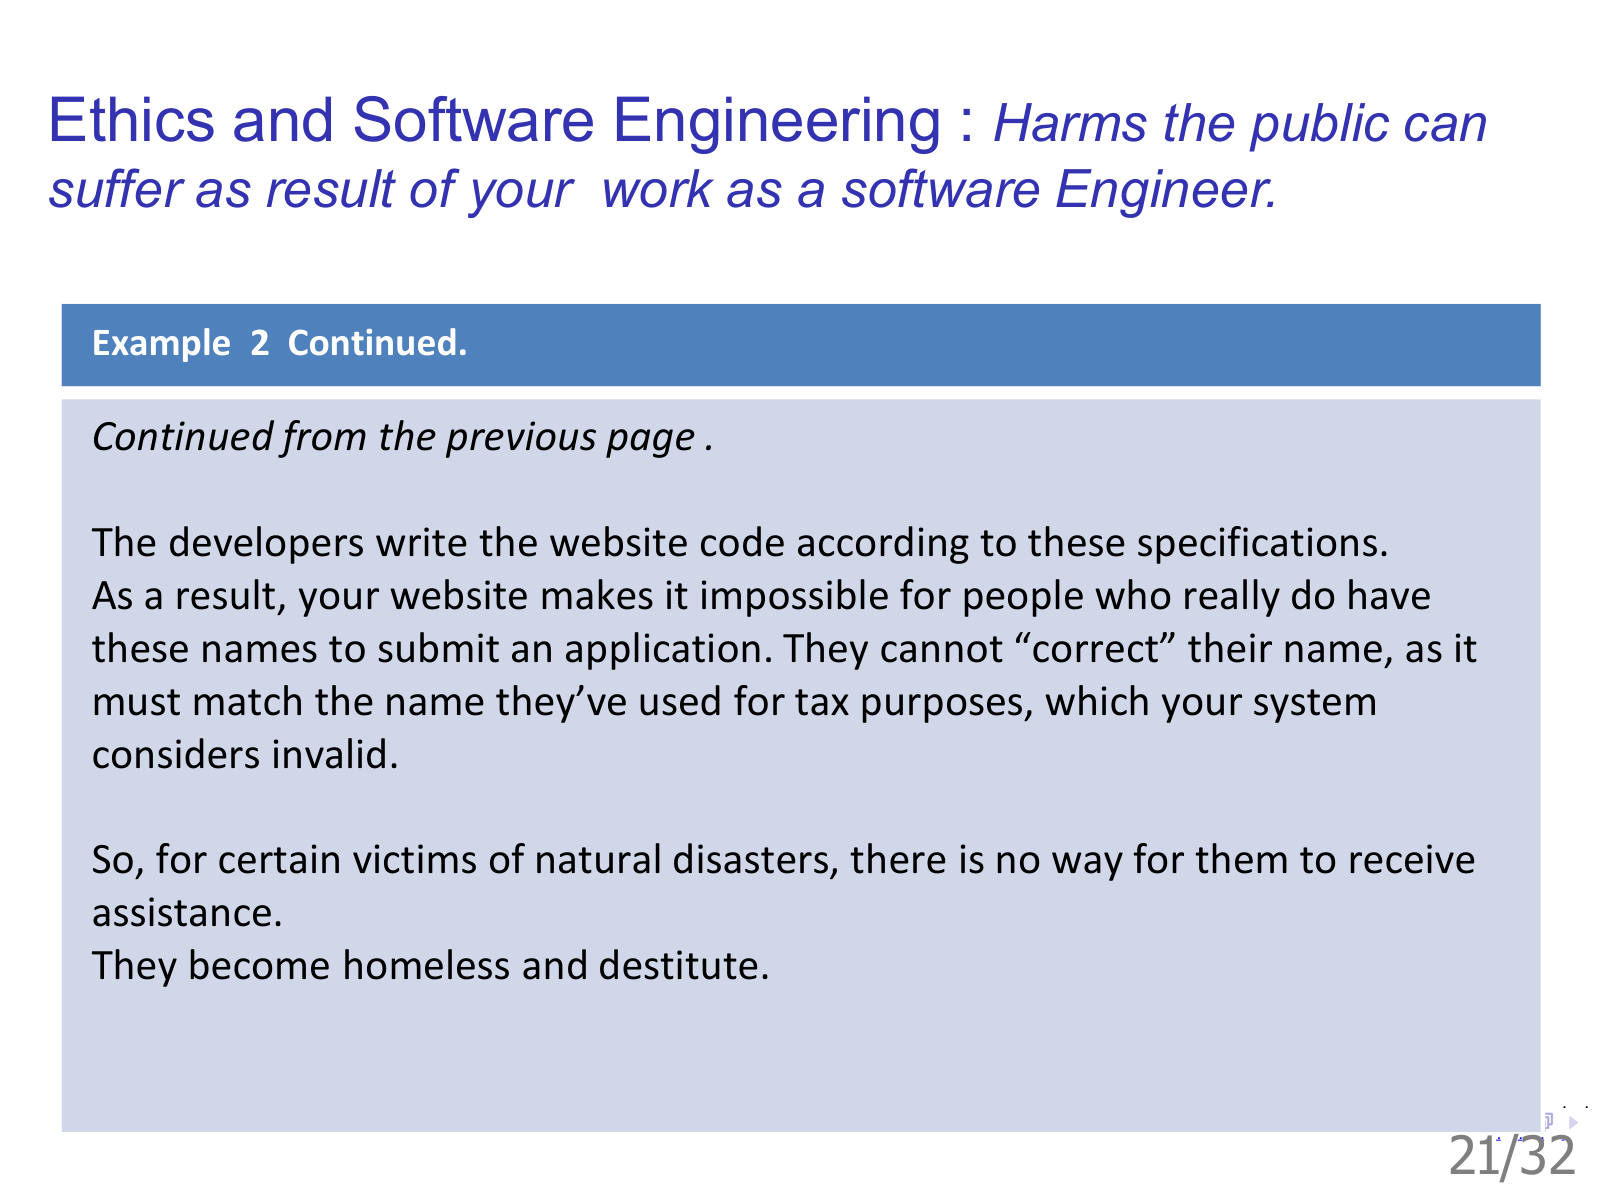 Ethics and Software Engineering : Harms the public can
suffer as result of your  work as a software Engineer.
Example  2  Continued.
Continued from the previous page .
The developers write the website code according to these specifications.
As a result, your website makes it impossible for people who really do have
these names to submit an application. They cannot “correct” their name, as it
must match the name they’ve used for tax purposes, which your system
considers invalid.
So, for certain victims of natural disasters, there is no way for them to receive
assistance.
They become homeless and destitute.
21/32